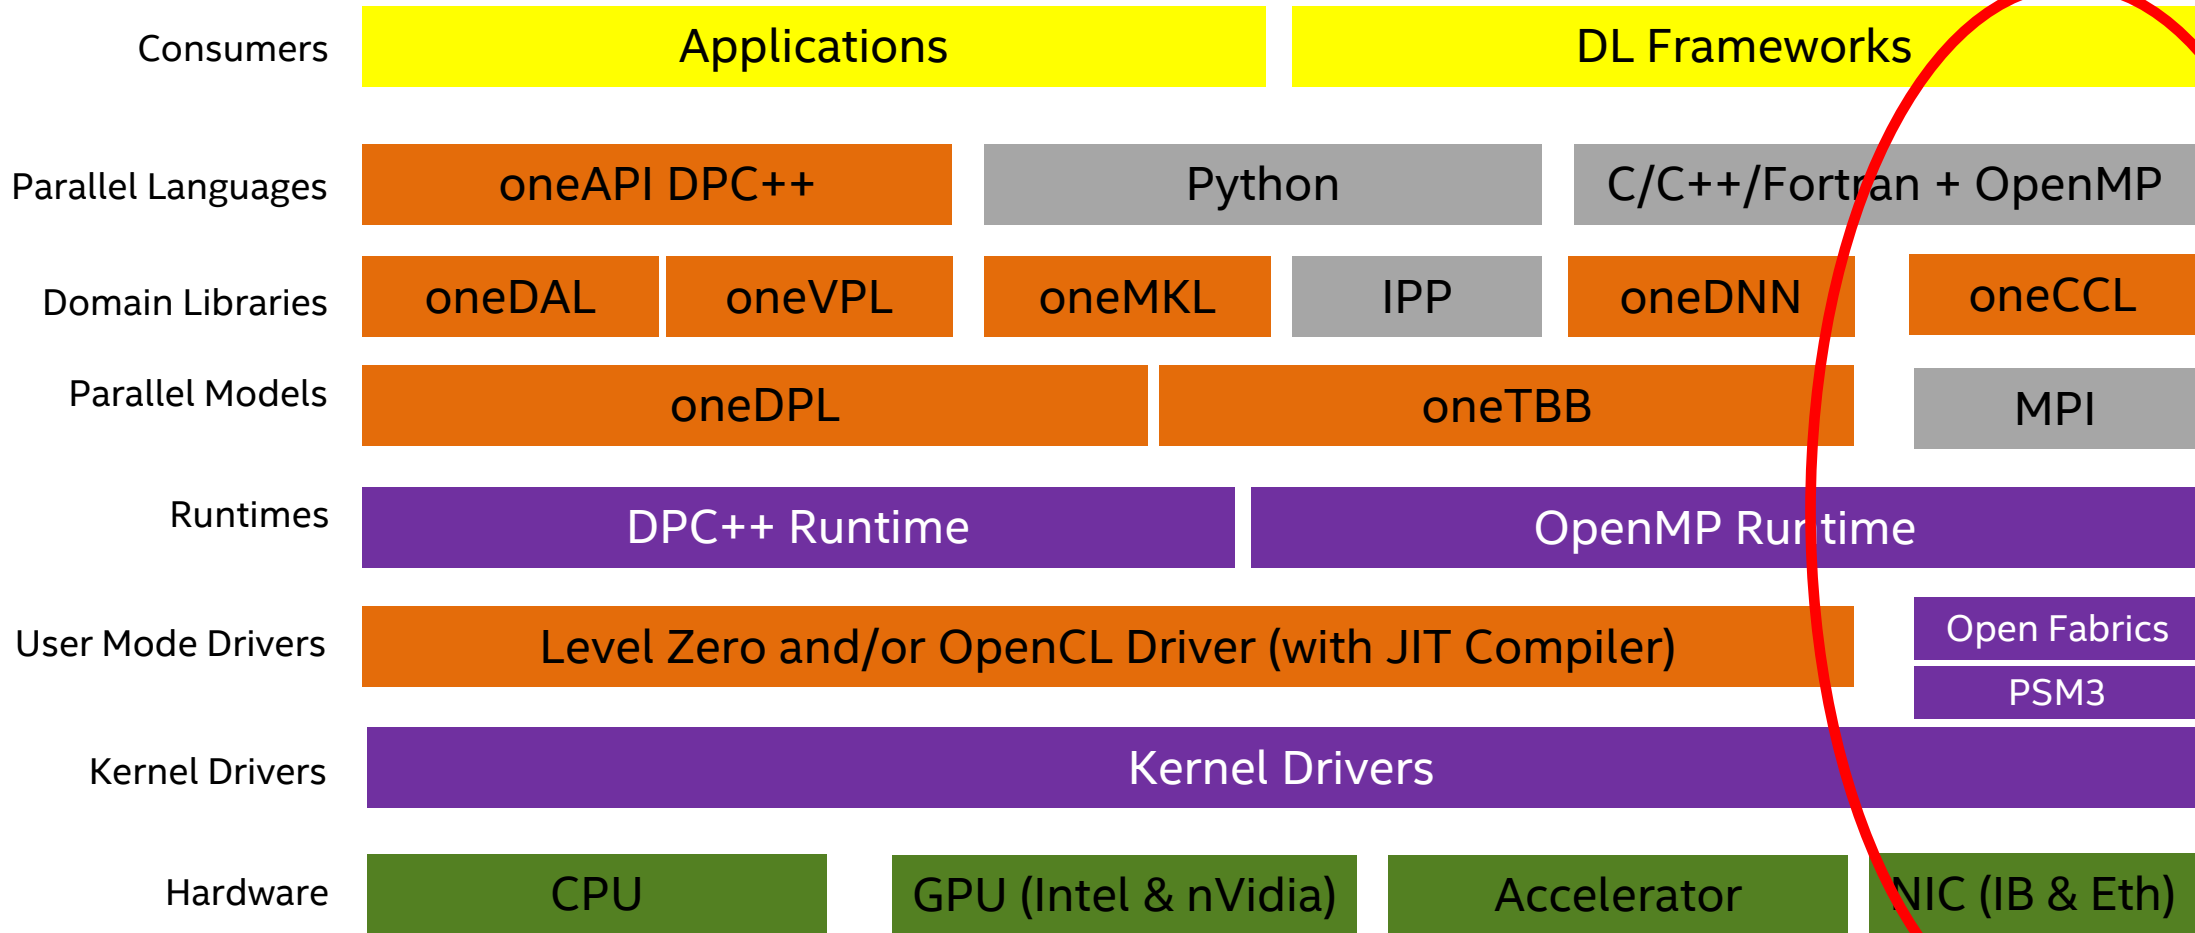 Consumers
Applications
DL Frameworks
Parallel Languages
oneAPI DPC++
Python
C/C++/Fortran + OpenMP
Domain Libraries
oneDAL
oneVPL
oneMKL
IPP
oneDNN
oneCCL
Parallel Models
oneDPL
oneTBB
MPI
Runtimes
DPC++ Runtime
OpenMP Runtime
User Mode Drivers
Level Zero and/or OpenCL Driver (with JIT Compiler)
Open Fabrics
PSM3
Kernel Drivers
Kernel Drivers
Hardware
CPU
GPU (Intel & nVidia)
Accelerator
NIC (IB & Eth)